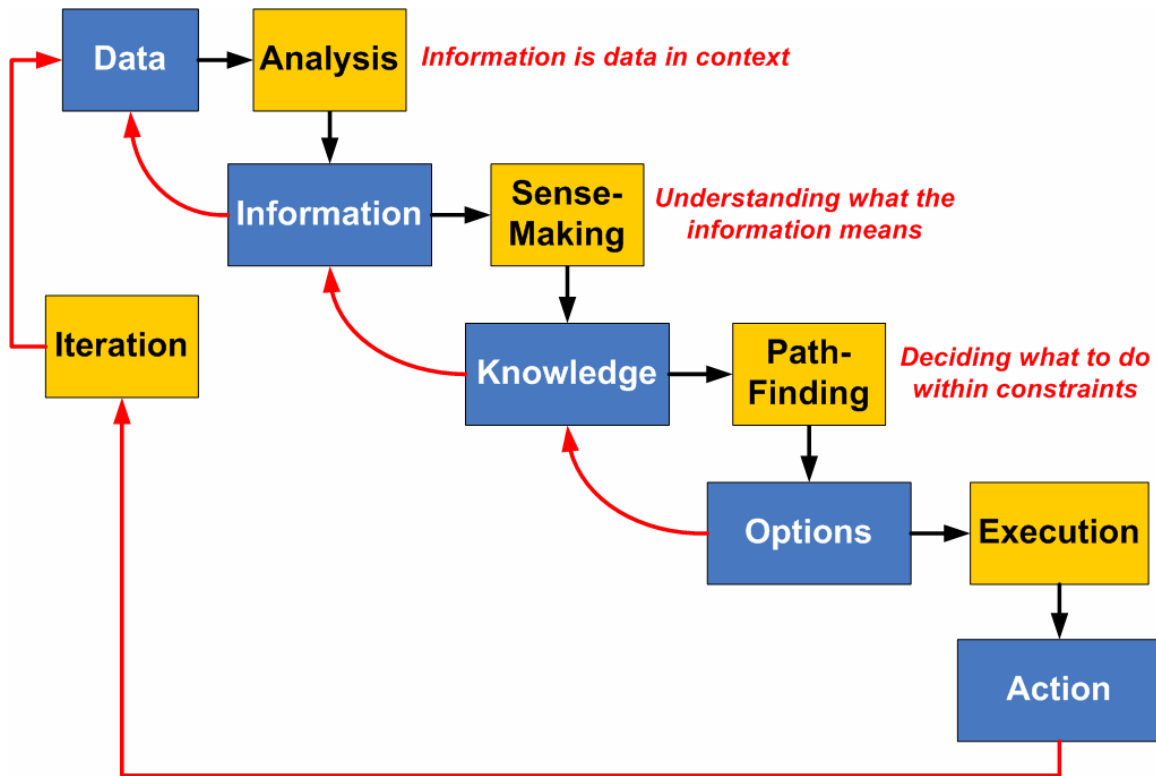 Data
Analysis
Information is data in context
Information
Sense-
Making
Understanding what the
information means
Iteration
Knowledge
Path-
Finding
Deciding what to do
within constraints
Options
Execution
Action